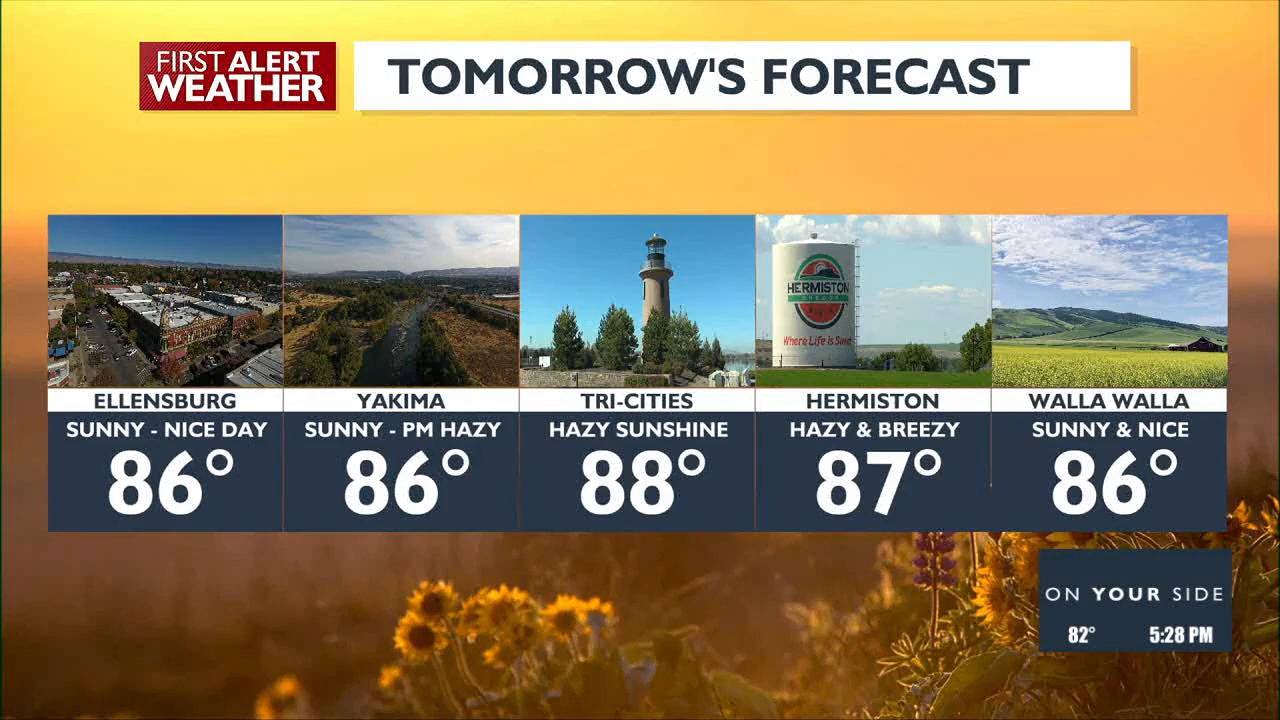 FIRST ALERT
WEATHER
TOMORROW'S FORECAST
HERMISTON
OREGON
Where Life is Sweet
ELLENSBURG
SUNNY - NICE DAY
86°
YAKIMA
SUNNY - PM HAZY
86°
TRI-CITIES
HAZY SUNSHINE
88°
HERMISTON
HAZY & BREEZY
87°
WALLA WALLA
SUNNY & NICE
86°
ON YOUR SIDE
82° 5:28 PM